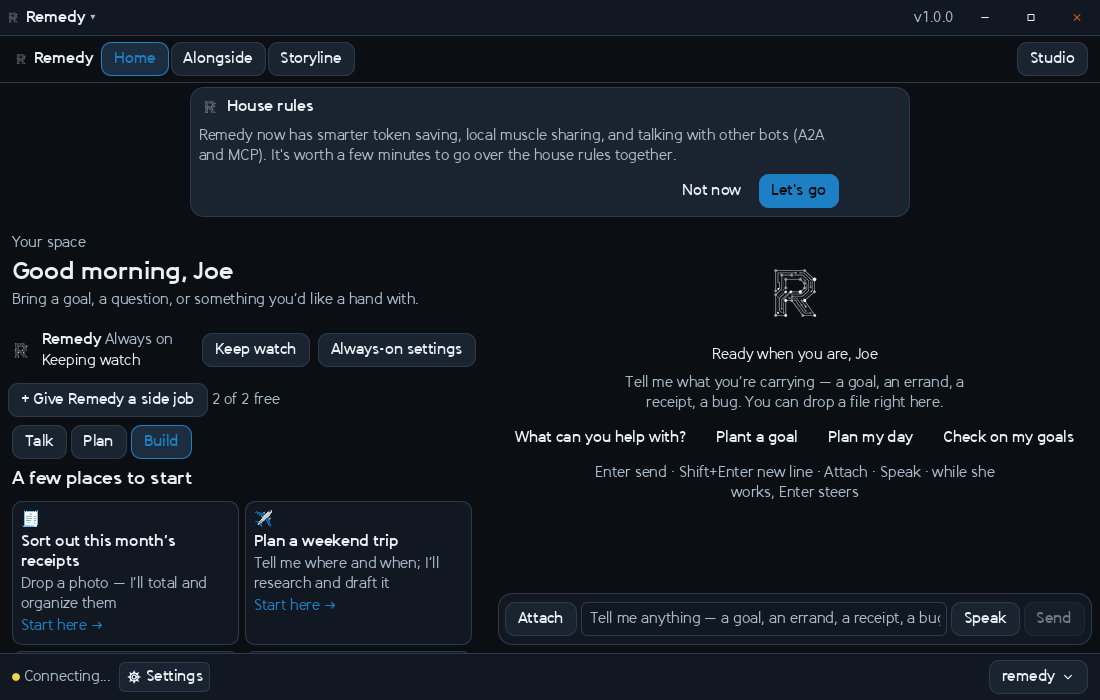 Remedy
v1.0.0
Remedy
Home
Alongside
Storyline
Studio
House rules
Remedy now has smarter token saving, local muscle sharing, and talking with other bots (A2A
and MCP). It's worth a few minutes to go over the house rules together.
Not now
Let's go
Your space
Good morning, Joe
Bring a goal, a question, or something you'd like a hand with.
Remedy Always on
Keeping watch
Keep watch
Always-on settings
+ Give Remedy a side job
2 of 2 free
Talk
Plan
Build
A few places to start
Sort out this month's
receipts
Drop a photo — I'll total and
organize them
Start here →
Plan a weekend trip
Tell me where and when; I'll
research and draft it
Start here →
Ready when you are, Joe
Tell me what you're carrying — a goal, an errand, a
receipt, a bug. You can drop a file right here.
What can you help with?
Plant a goal
Plan my day
Check on my goals
Enter send · Shift+Enter new line · Attach · Speak · while she
works, Enter steers
Attach
Tell me anything — a goal, an errand, a receipt, a bug
Speak
Send
Connecting...
Settings
remedy